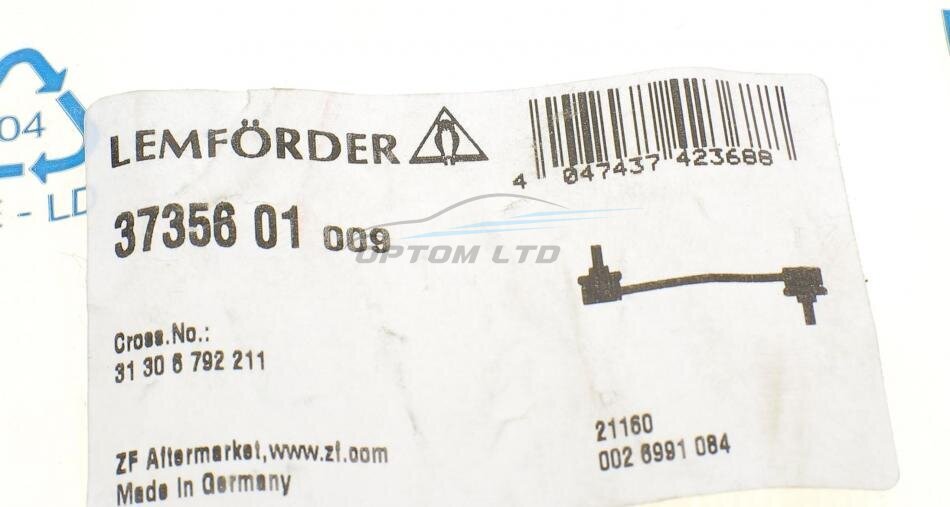 04
E - LD
LEMFÖRDER
4 047437 423688
37356 01 009
OPTOM LTD
Cross.No.:
31 30 6 792 211
21160
002 6991 084
ZF Aftermarket,www.zf.com
Made in Germany